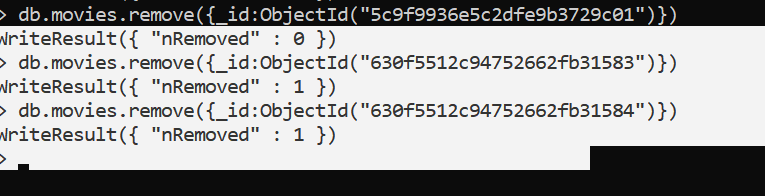 > db.movies.remove({_id:ObjectId("5c9f9936e5c2dfe9b3729c01")})
WriteResult({ "nRemoved" : 0 })
> db.movies.remove({_id:ObjectId("630f5512c94752662fb31583")})
WriteResult({ "nRemoved" : 1 })
> db.movies.remove({_id:ObjectId("630f5512c94752662fb31584")})
WriteResult({ "nRemoved" : 1 })
>